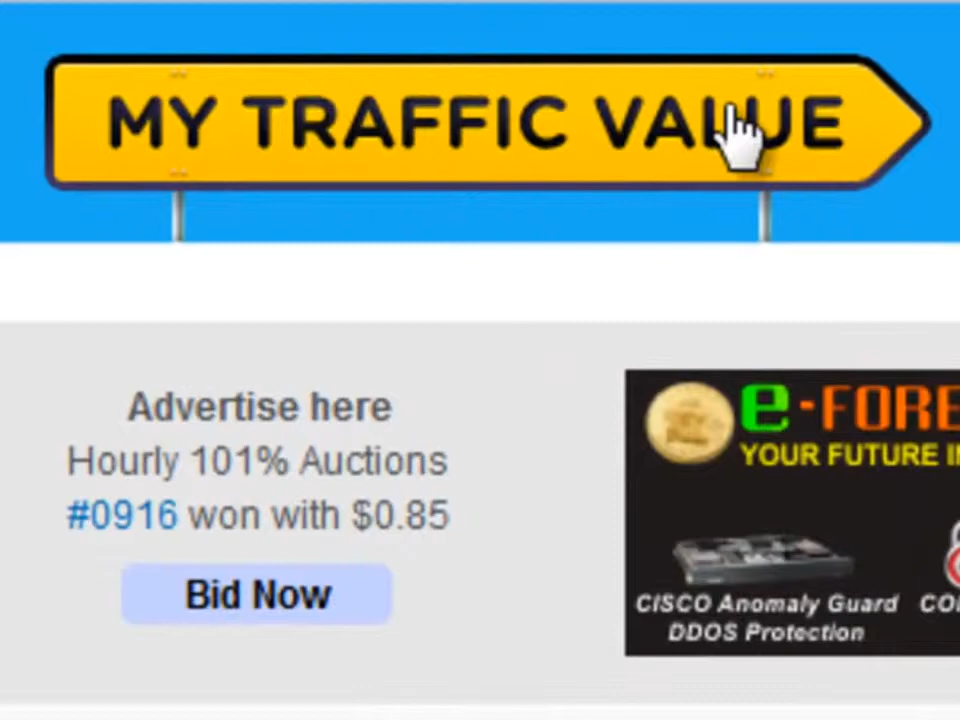 MY TRAFFIC VALUE
Advertise here
Hourly 101% Auctions
#0916 won with $0.85
Bid Now
e-FORE
YOUR FUTURE
CISCO Anomaly Guard
DDOS Protection